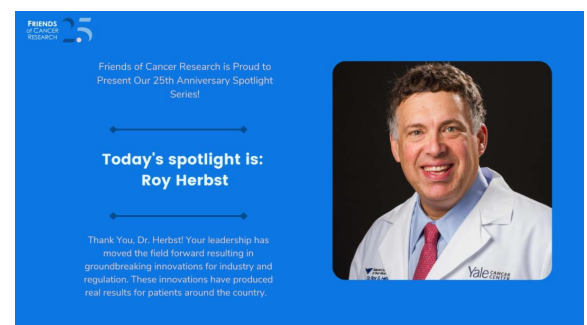 FRIENDS
of CANCER
RESEARCH
25
Friends of Cancer Research is Proud to
Present Our 25th Anniversary Spotlight
Series!
Today's spotlight is:
Roy Herbst
Thank You, Dr. Herbst! Your leadership has
moved the field forward resulting in
groundbreaking innovations for industry and
regulation. These innovations have produced
real results for patients around the country.
Yale CANCER
CENTER